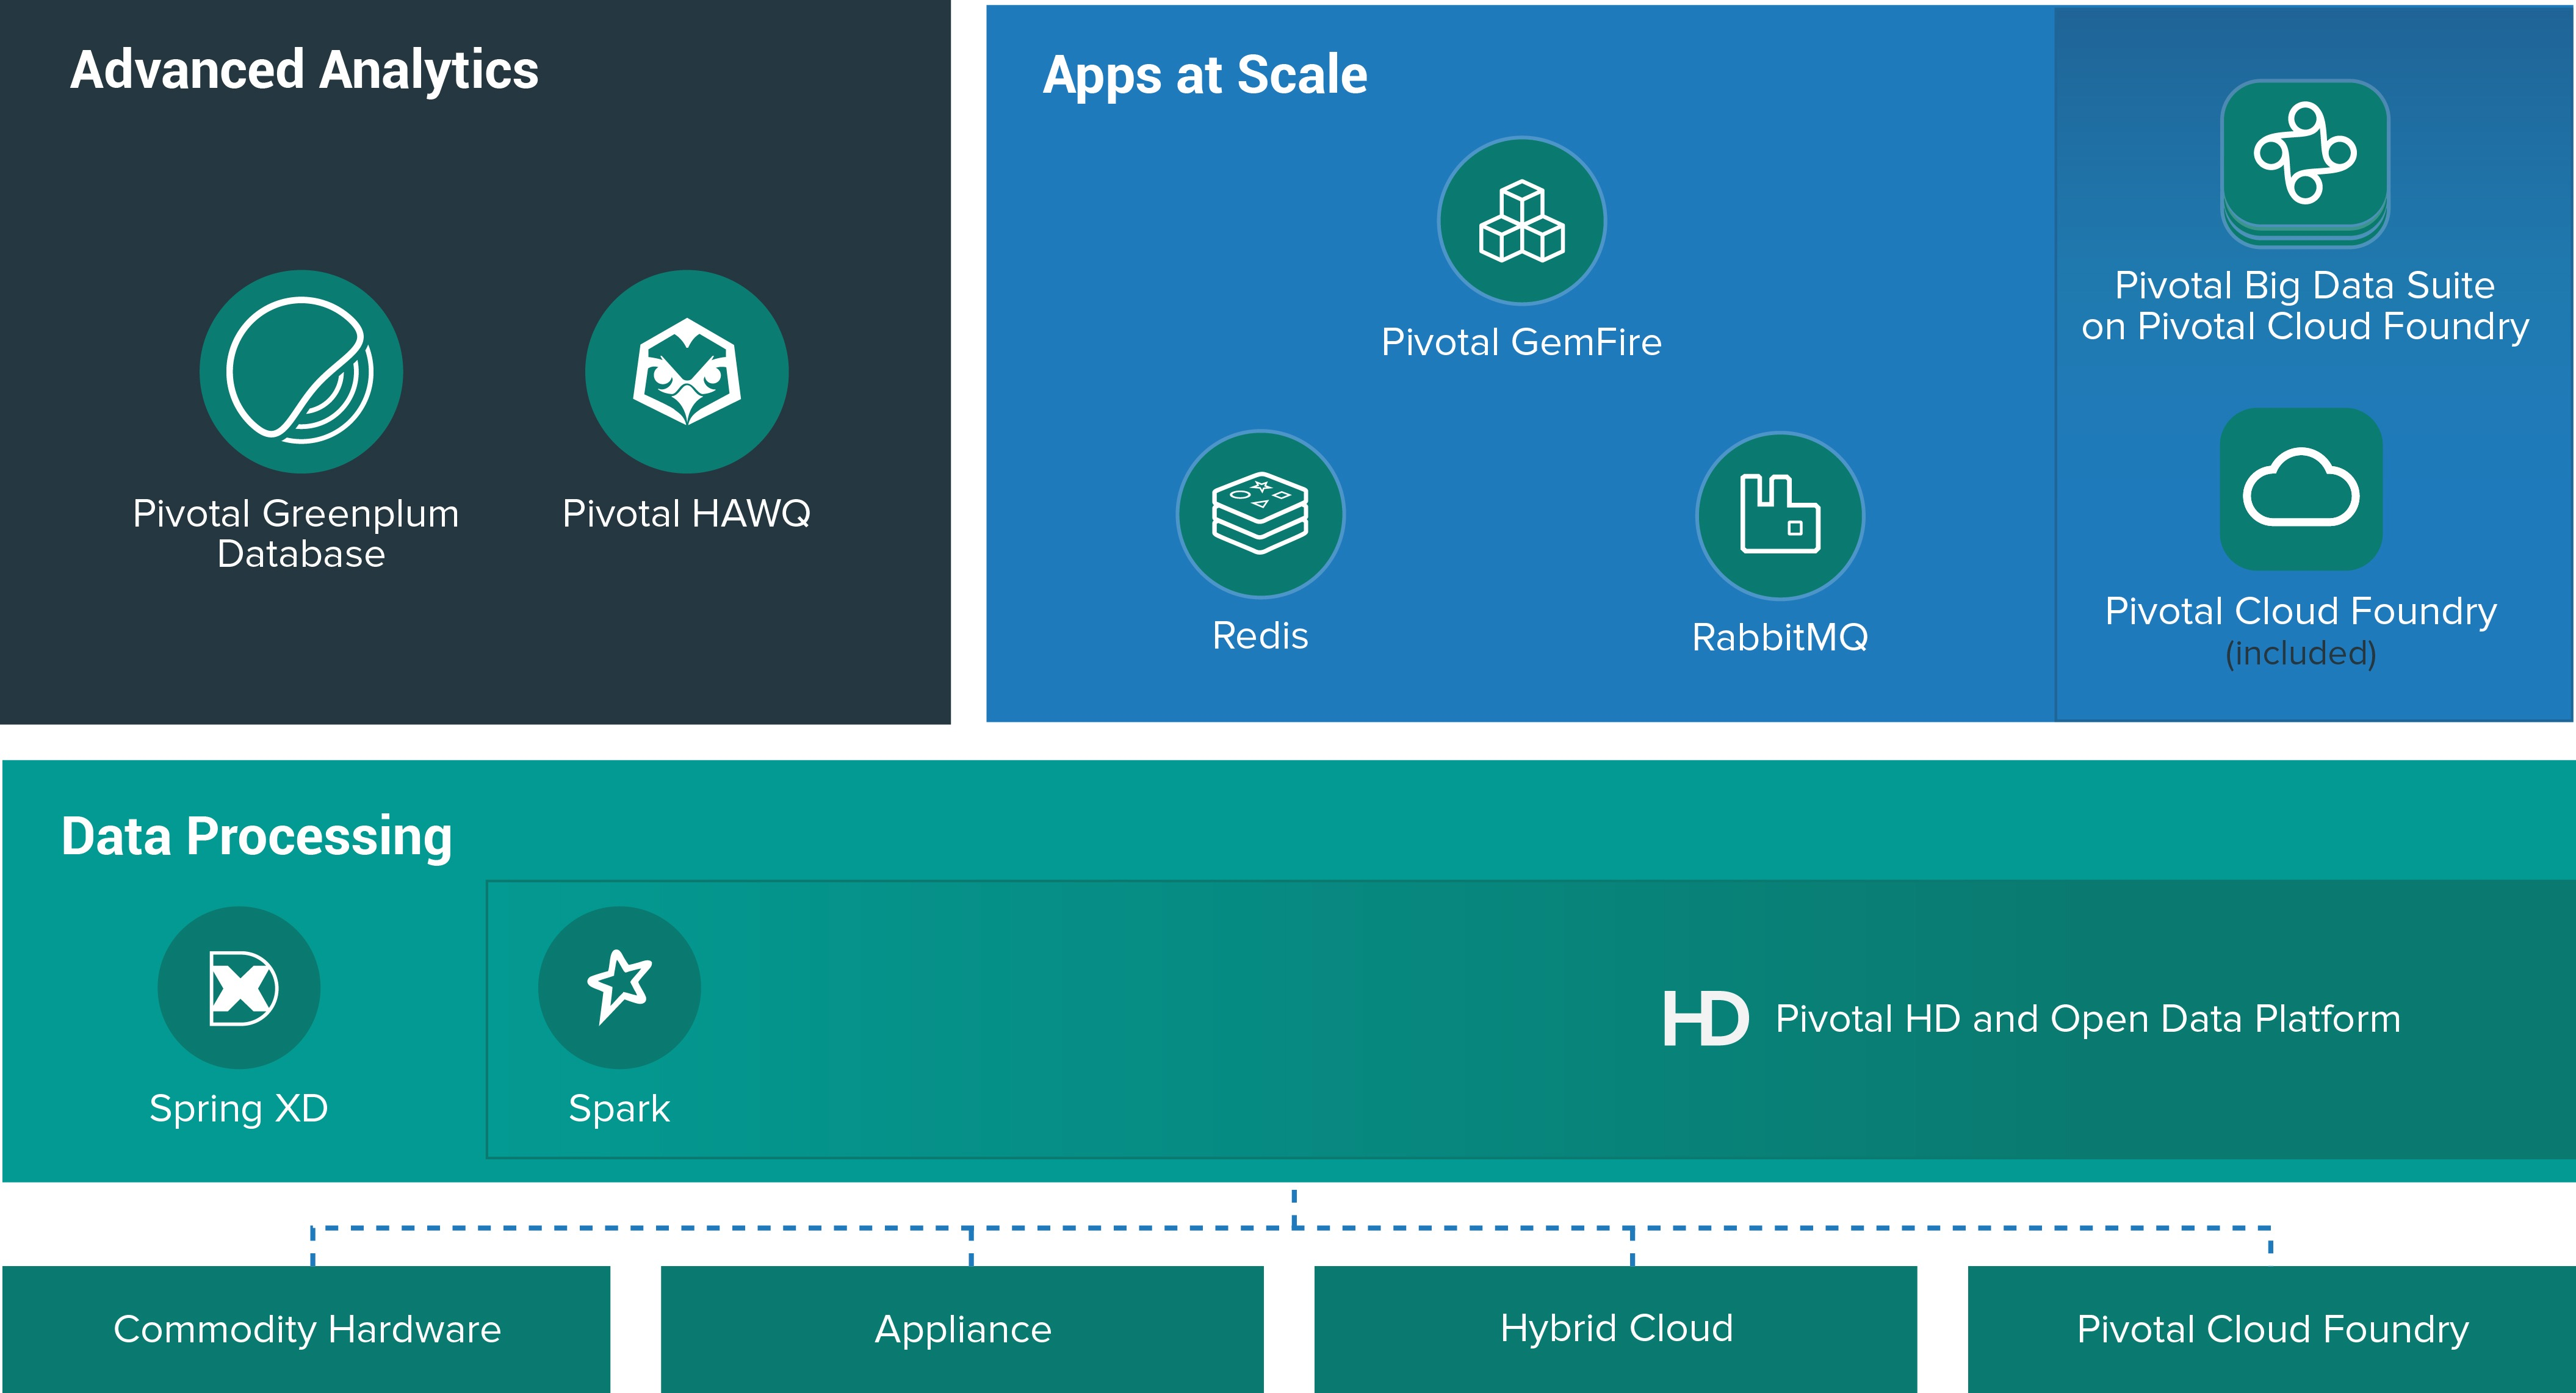 Advanced Analytics
Pivotal Greenplum
Database
Pivotal HAWQ
Apps at Scale
Pivotal GemFire
Redis
RabbitMQ
Pivotal Big Data Suite
on Pivotal Cloud Foundry
Pivotal Cloud Foundry
(included)
Data Processing
Spring XD
Spark
HD Pivotal HD and Open Data Platform
Commodity Hardware
Appliance
Hybrid Cloud
Pivotal Cloud Foundry